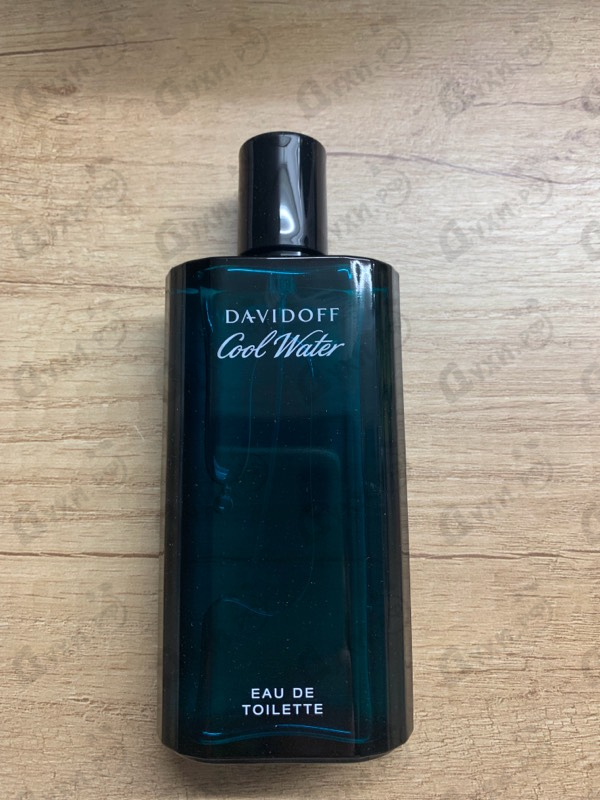 DAVIDOFF
Cool Water
EAU DE
TOILETTE